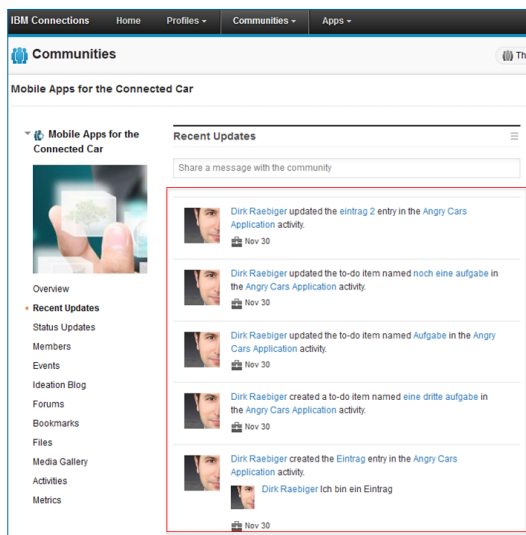 IBM Connections Home Profiles Communities Apps
Communities
Th
Mobile Apps for the Connected Car
Mobile Apps for the
Connected Car
Overview
Recent Updates
Status Updates
Members
Events
Ideation Blog
Forums
Bookmarks
Files
Media Gallery
Activities
Metrics
Recent Updates
Share a message with the community
Dirk Raebiger updated the eintrag 2 entry in the Angry Cars
Application activity.
Nov 30
Dirk Raebiger updated the to-do item named noch eine aufgabe in
the Angry Cars Application activity.
Nov 30
Dirk Raebiger updated the to-do item named Aufgabe in the Angry
Cars Application activity.
Nov 30
Dirk Raebiger created a to-do item named eine dritte aufgabe in
the Angry Cars Application activity.
Nov 30
Dirk Raebiger created the Eintrag entry in the Angry Cars
Application activity.
Dirk Raebiger Ich bin ein Eintrag
Nov 30